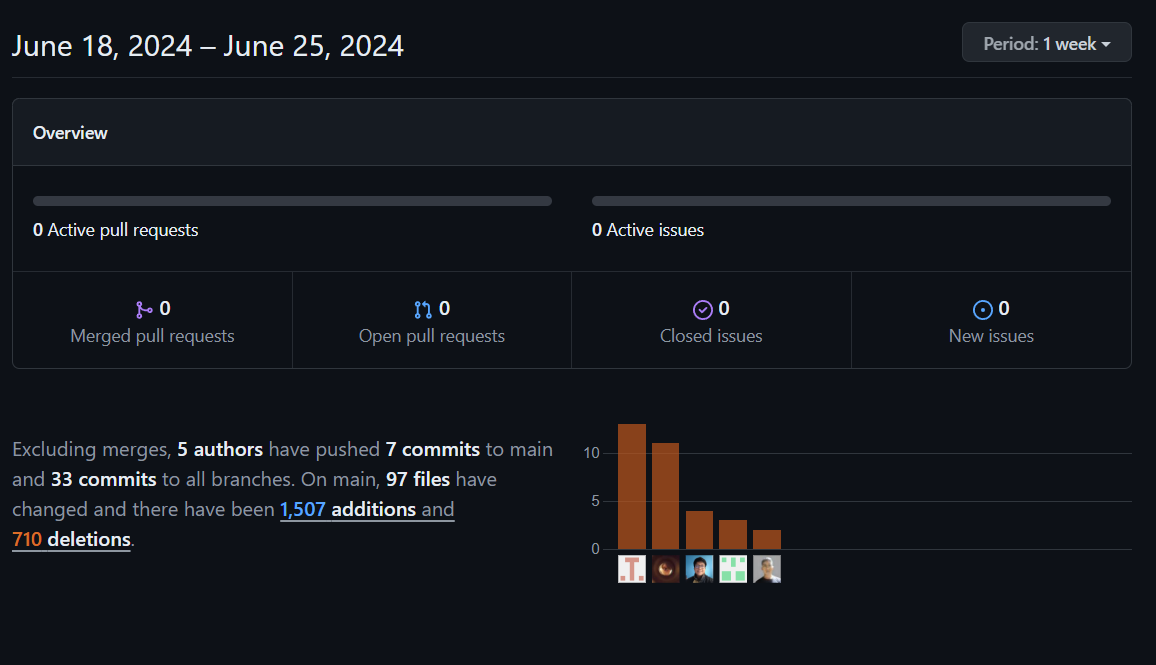 June 18, 2024 – June 25, 2024
Period: 1 week
Overview
0 Active pull requests
0 Active issues
0
Merged pull requests
0
Open pull requests
0
Closed issues
0
New issues
Excluding merges, 5 authors have pushed 7 commits to main
and 33 commits to all branches. On main, 97 files have
changed and there have been 1,507 additions and
710 deletions.
10
5
0